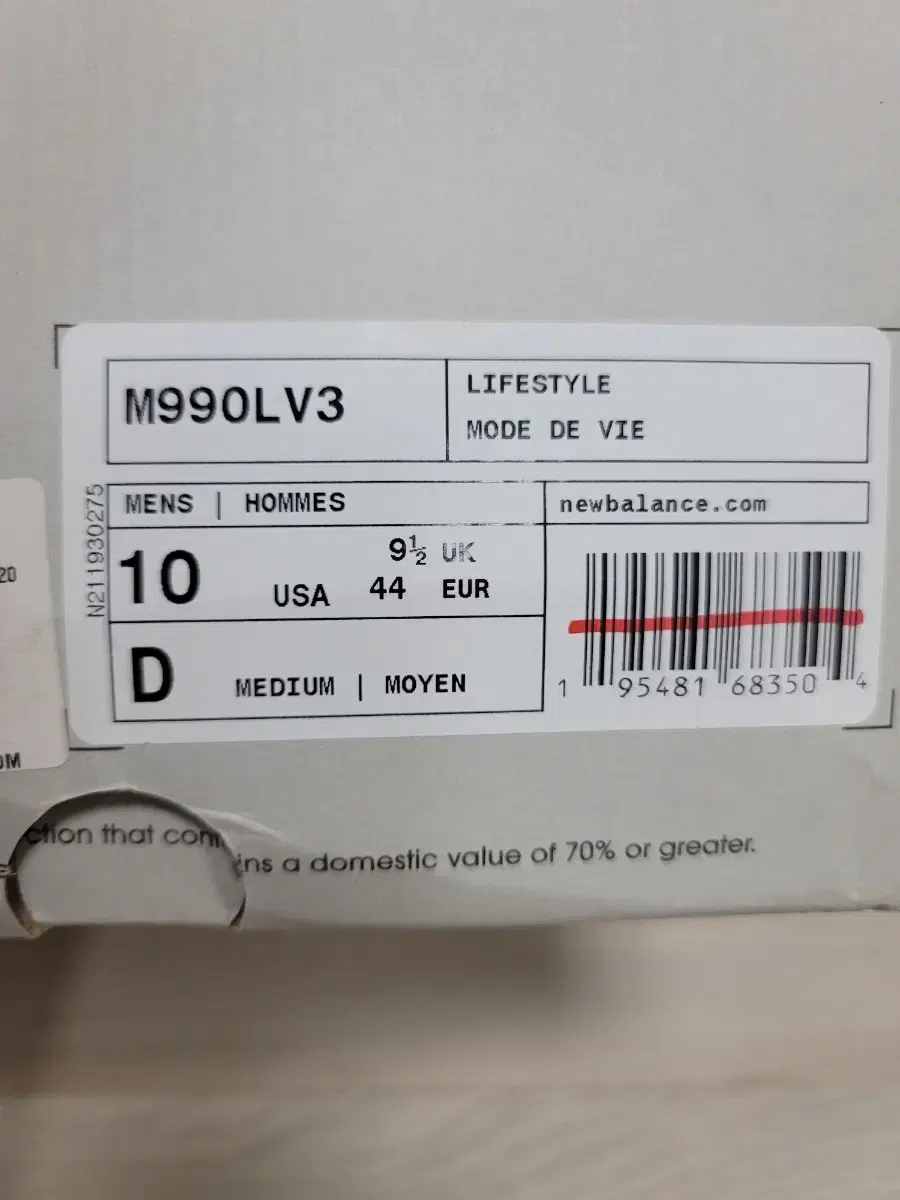 M990LV3
LIFESTYLE
MODE DE VIE
N211930275
MENS | HOMMES
newbalance.com
10 USA
9½ UK
44 EUR
D MEDIUM | MOYEN
1 95481 68350 4
20
ction that con
ns a domestic value of 70% or greater.